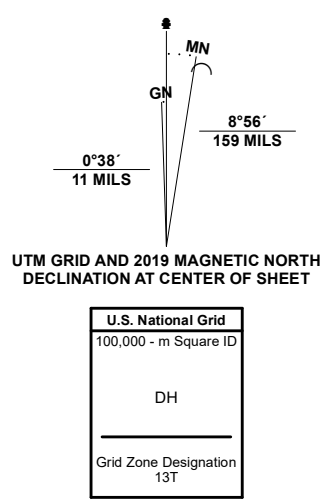 MN
GN
8°56´
159 MILS
0°38´
11 MILS
UTM GRID AND 2019 MAGNETIC NORTH
DECLINATION AT CENTER OF SHEET
U.S. National Grid
100,000 - m Square ID
DH
Grid Zone Designation
13T